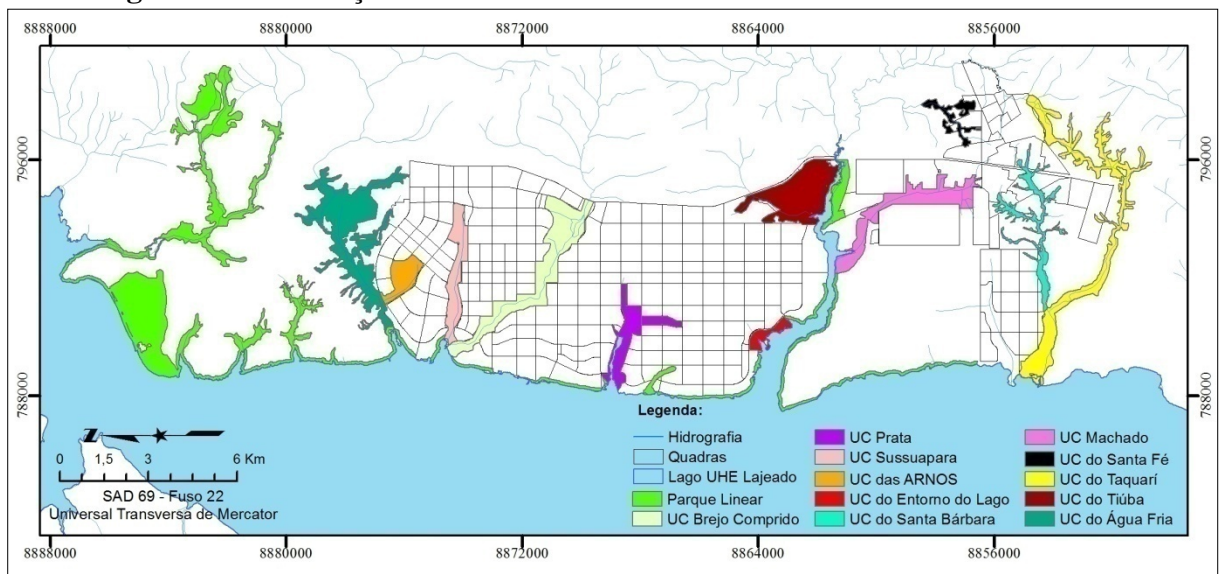 8888000 8880000 8872000 8864000 8856000
796000 796000
788000 788000
Legenda:
Hidrografia
Quadras
Lago UHE Lajeado
Parque Linear
UC Brejo Comprido
UC Prata
UC Sussuapara
UC das ARNOS
UC do Entorno do Lago
UC do Santa Bárbara
UC Machado
UC do Santa Fé
UC do Taquarí
UC do Tiúba
UC do Água Fria
Z
0 1,5 3 6 Km
SAD 69 - Fuso 22
Universal Transversa de Mercator
8888000 8880000 8872000 8864000 8856000